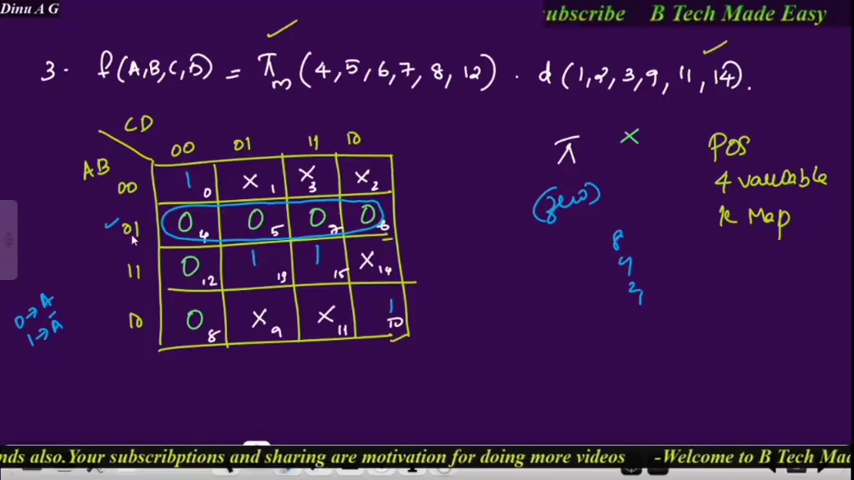 Dinu A G
ubscribe B Tech Made Easy
3. f(A,B,C,D) = π_M (4,5,6,7,8,12) . d(1,2,3,9,11,14).
CD
00 01 11 10
AB
00 1 0 X 1 X 3 X 2
01 0 4 0 5 0 7 0 6
11 0 12 1 13 1 15 X 14
10 0 8 X 9 X 11 1 10
π X
(zero)
POS
4 variable
K Map
8
4
2
0→A
1→Ā
nds also.Your subscribptions and sharing are motivation for doing more videos -Welcome to B Tech Mad